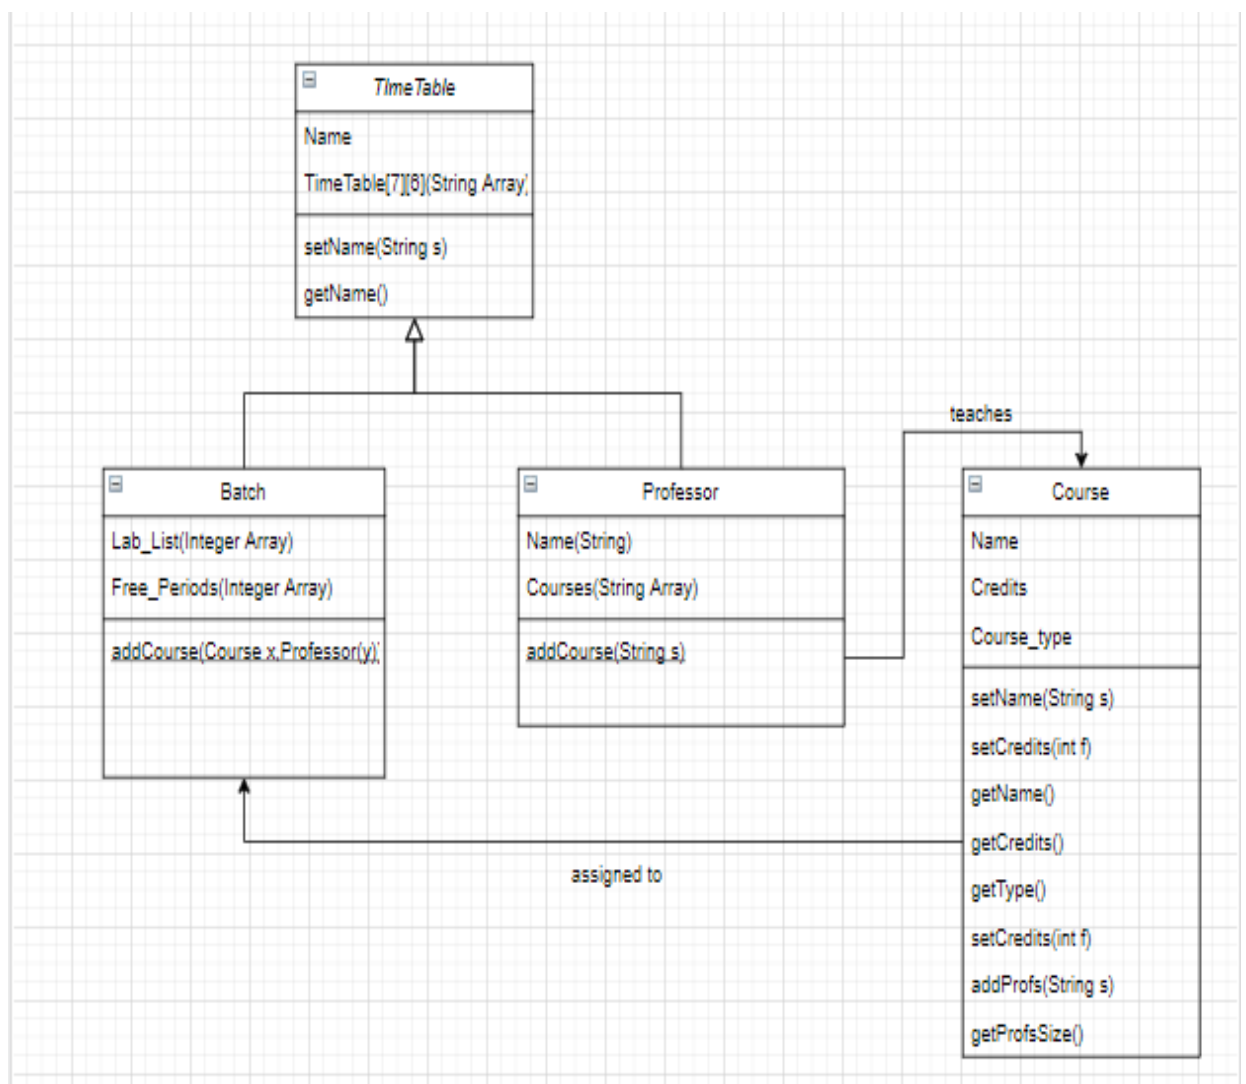 TImeTable
Name
TimeTable[7][8](String Array)
setName(String s)
getName()
teaches
Batch
Lab_List(Integer Array)
Free_Periods(Integer Array)
addCourse(Course x,Professor(y))
Professor
Name(String)
Courses(String Array)
addCourse(String s)
Course
Name
Credits
Course_type
setName(String s)
setCredits(int f)
getName()
getCredits()
getType()
setCredits(int f)
addProfs(String s)
getProfsSize()
assigned to